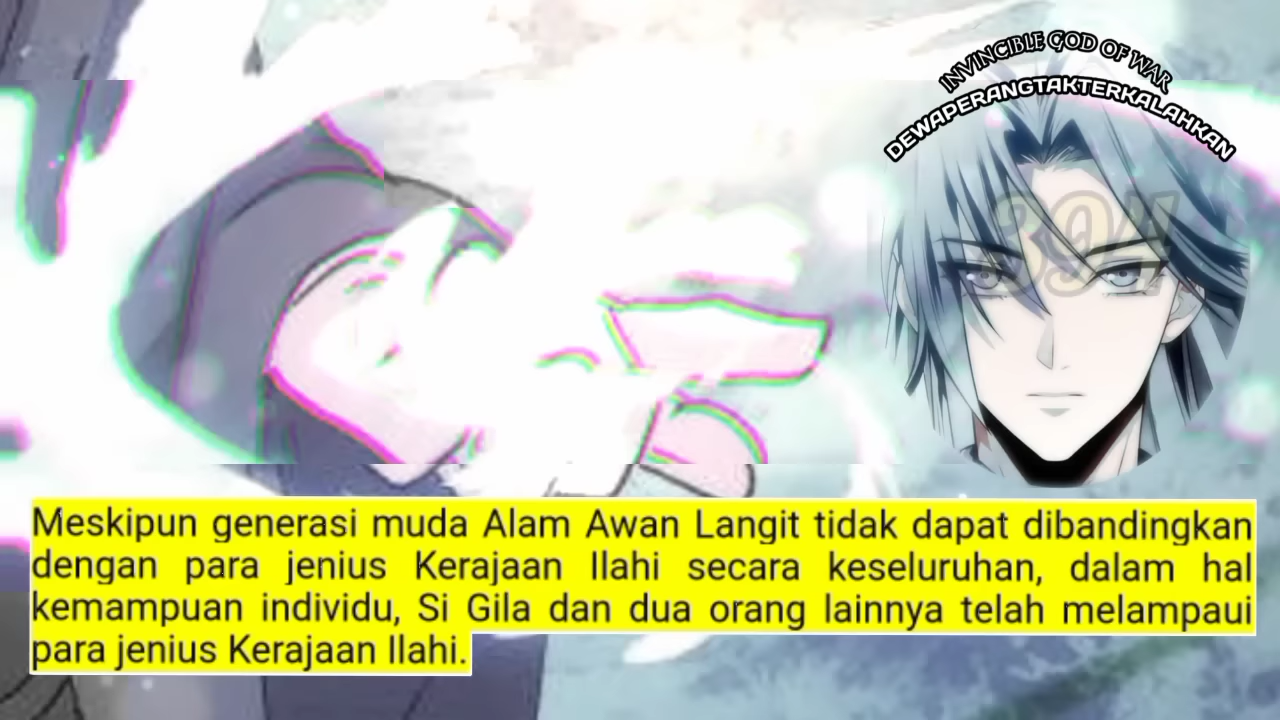 INVINCIBLE GOD OF WAR
DEWAPERANGTAKTERKALAHKAN
Meskipun generasi muda Alam Awan Langit tidak dapat dibandingkan
dengan para jenius Kerajaan Ilahi secara keseluruhan, dalam hal
kemampuan individu, Si Gila dan dua orang lainnya telah melampaui
para jenius Kerajaan Ilahi.